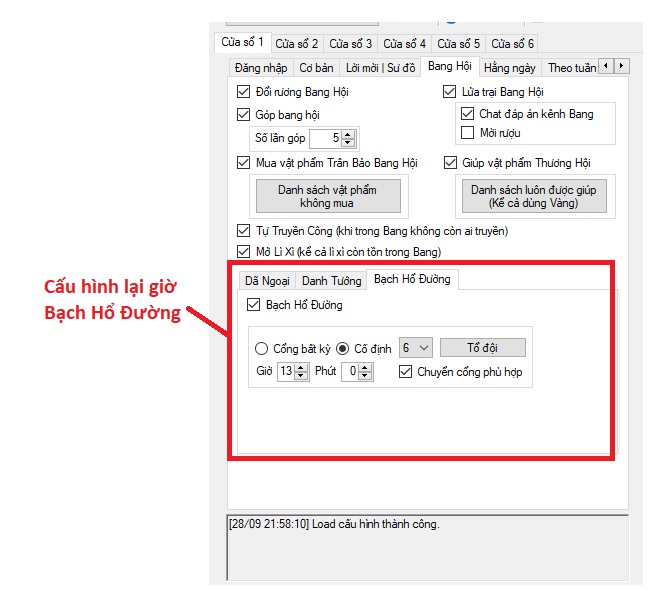 Cửa sổ 1 Cửa sổ 2 Cửa sổ 3 Cửa sổ 4 Cửa sổ 5 Cửa sổ 6
Đăng nhập Cơ bản Lời mời | Sư đồ Bang Hội Hằng ngày Theo tuần
Đổi rương Bang Hội Lửa trại Bang Hội
Góp bang hội Chat đáp án kênh Bang
Số lần góp 5 Mời rượu
Mua vật phẩm Trân Bảo Bang Hội Giúp vật phẩm Thương Hội
Danh sách vật phẩm không mua Danh sách luôn được giúp (Kể cả dùng Vàng)
Tự Truyền Công (khi trong Bang không còn ai truyền)
Mở Lì Xì (kể cả lì xì còn tồn trong Bang)
Cấu hình lại giờ
Bạch Hổ Đường
Dã Ngoại Danh Tướng Bạch Hổ Đường
Bạch Hổ Đường
Cổng bất kỳ Cố định 6 Tổ đội
Giờ 13 Phút 0 Chuyển cổng phù hợp
[28/09 21:58:10] Load cấu hình thành công.